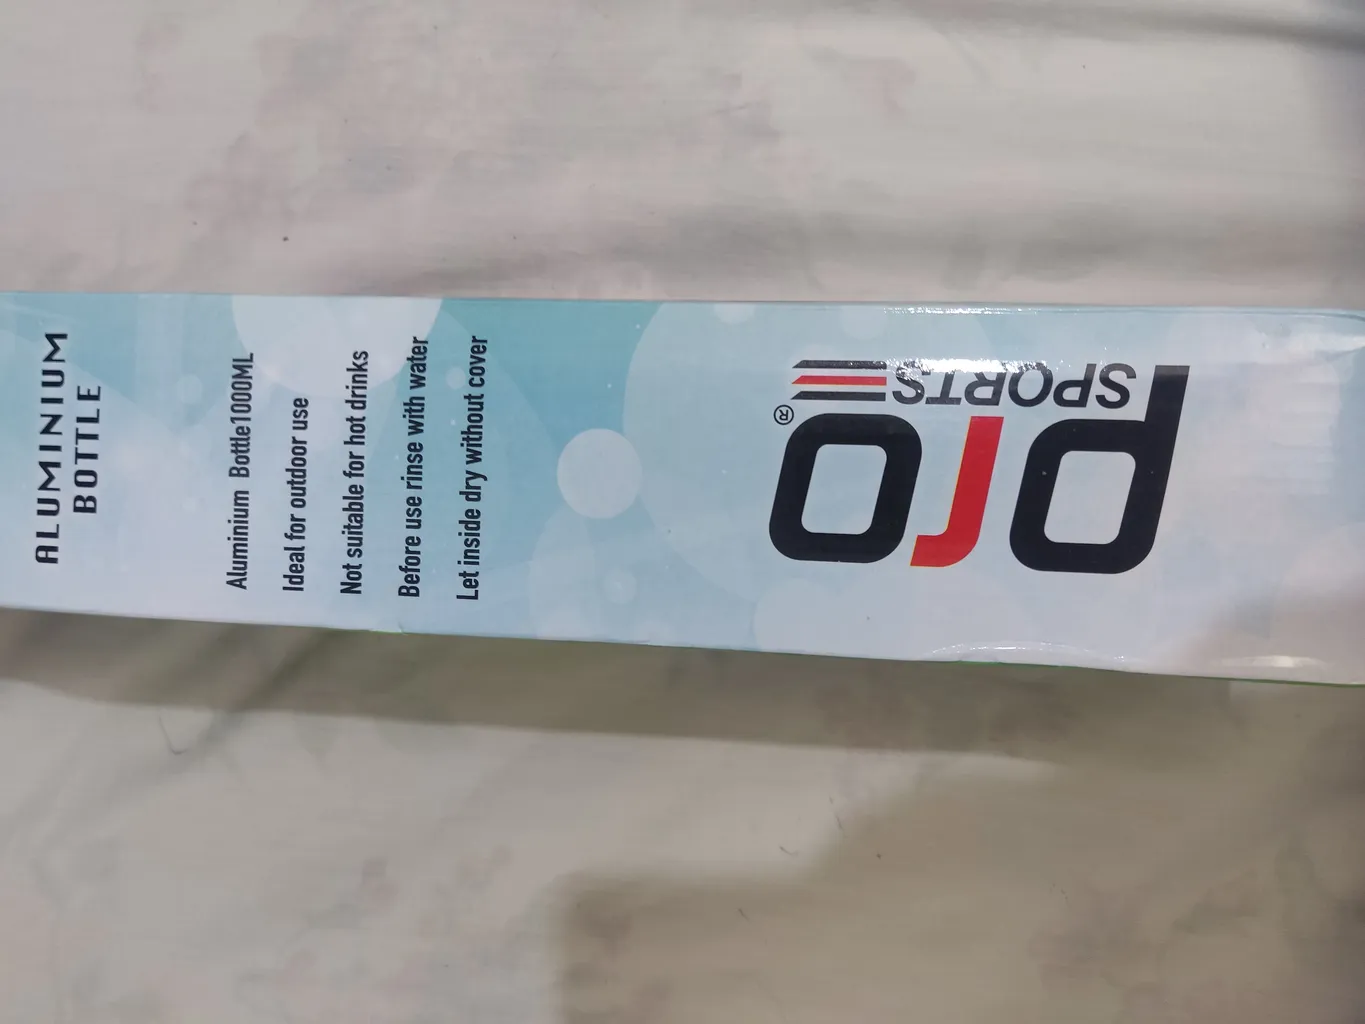 ALUMINIUM
BOTTLE
Aluminium Bottle1000ML
Ideal for outdoor use
Not suitable for hot drinks
Before use rinse with water
Let inside dry without cover
pro®
SPORTS